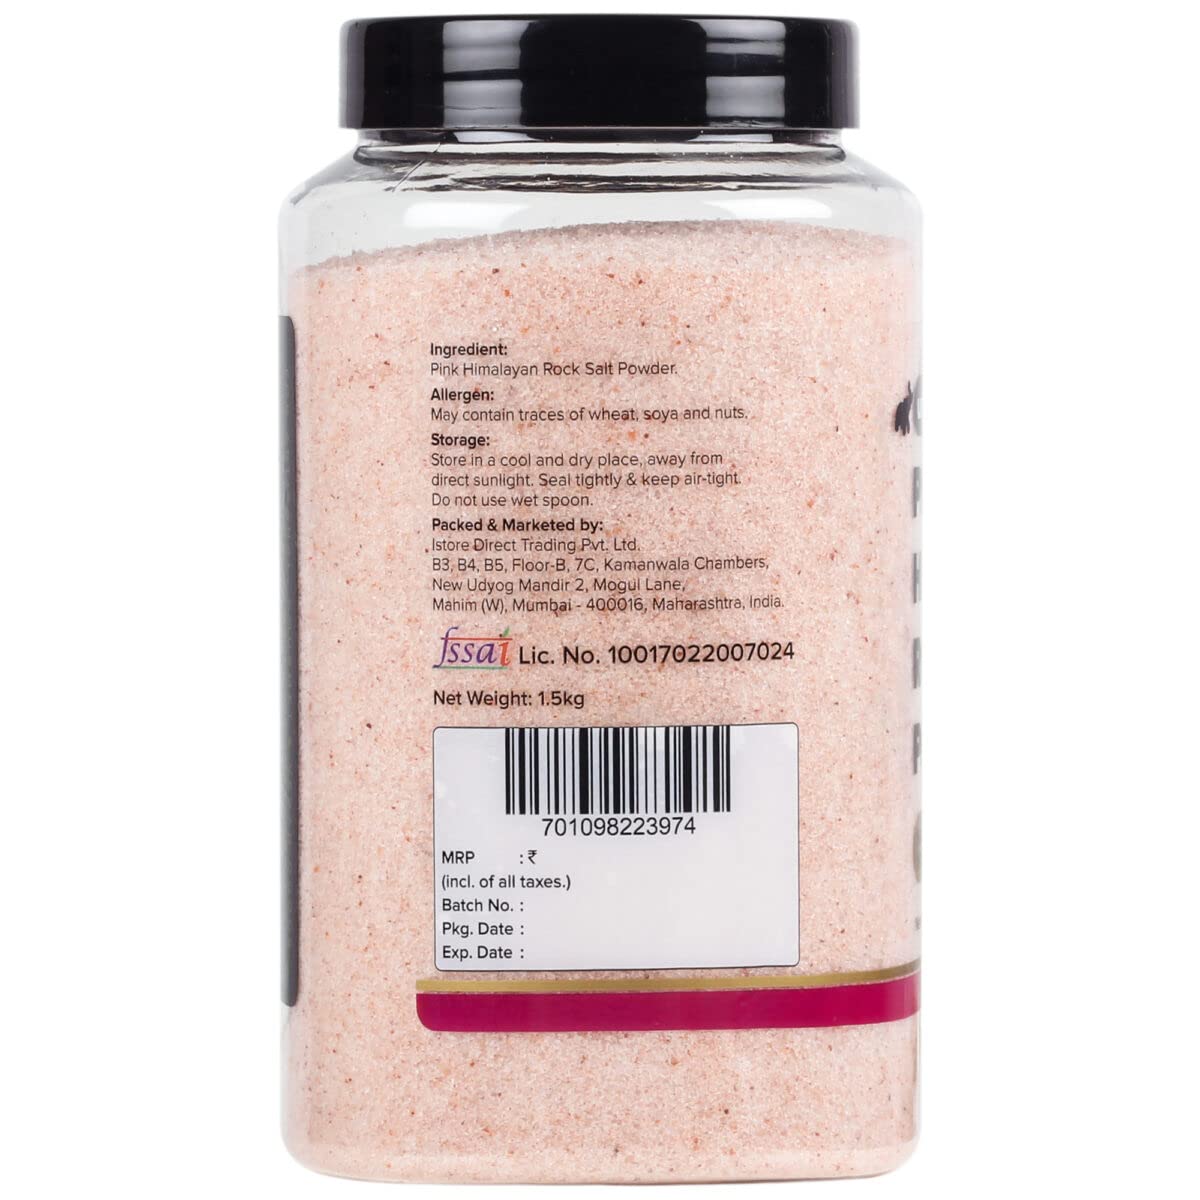 Ingredient:
Pink Himalayan Rock Salt Powder.
Allergen:
May contain traces of wheat, soya and nuts.
Storage:
Store in a cool and dry place, away from
direct sunlight. Seal tightly & keep air-tight.
Do not use wet spoon.
Packed & Marketed by:
Istore Direct Trading Pvt. Ltd.
B3, B4, B5, Floor-B, 7C, Kamanwala Chambers,
New Udyog Mandir 2, Mogul Lane,
Mahim (W), Mumbai - 400016, Maharashtra, India.
fssai Lic. No. 10017022007024
Net Weight: 1.5kg
701098223974
MRP : ₹
(incl. of all taxes.)
Batch No. :
Pkg. Date :
Exp. Date :